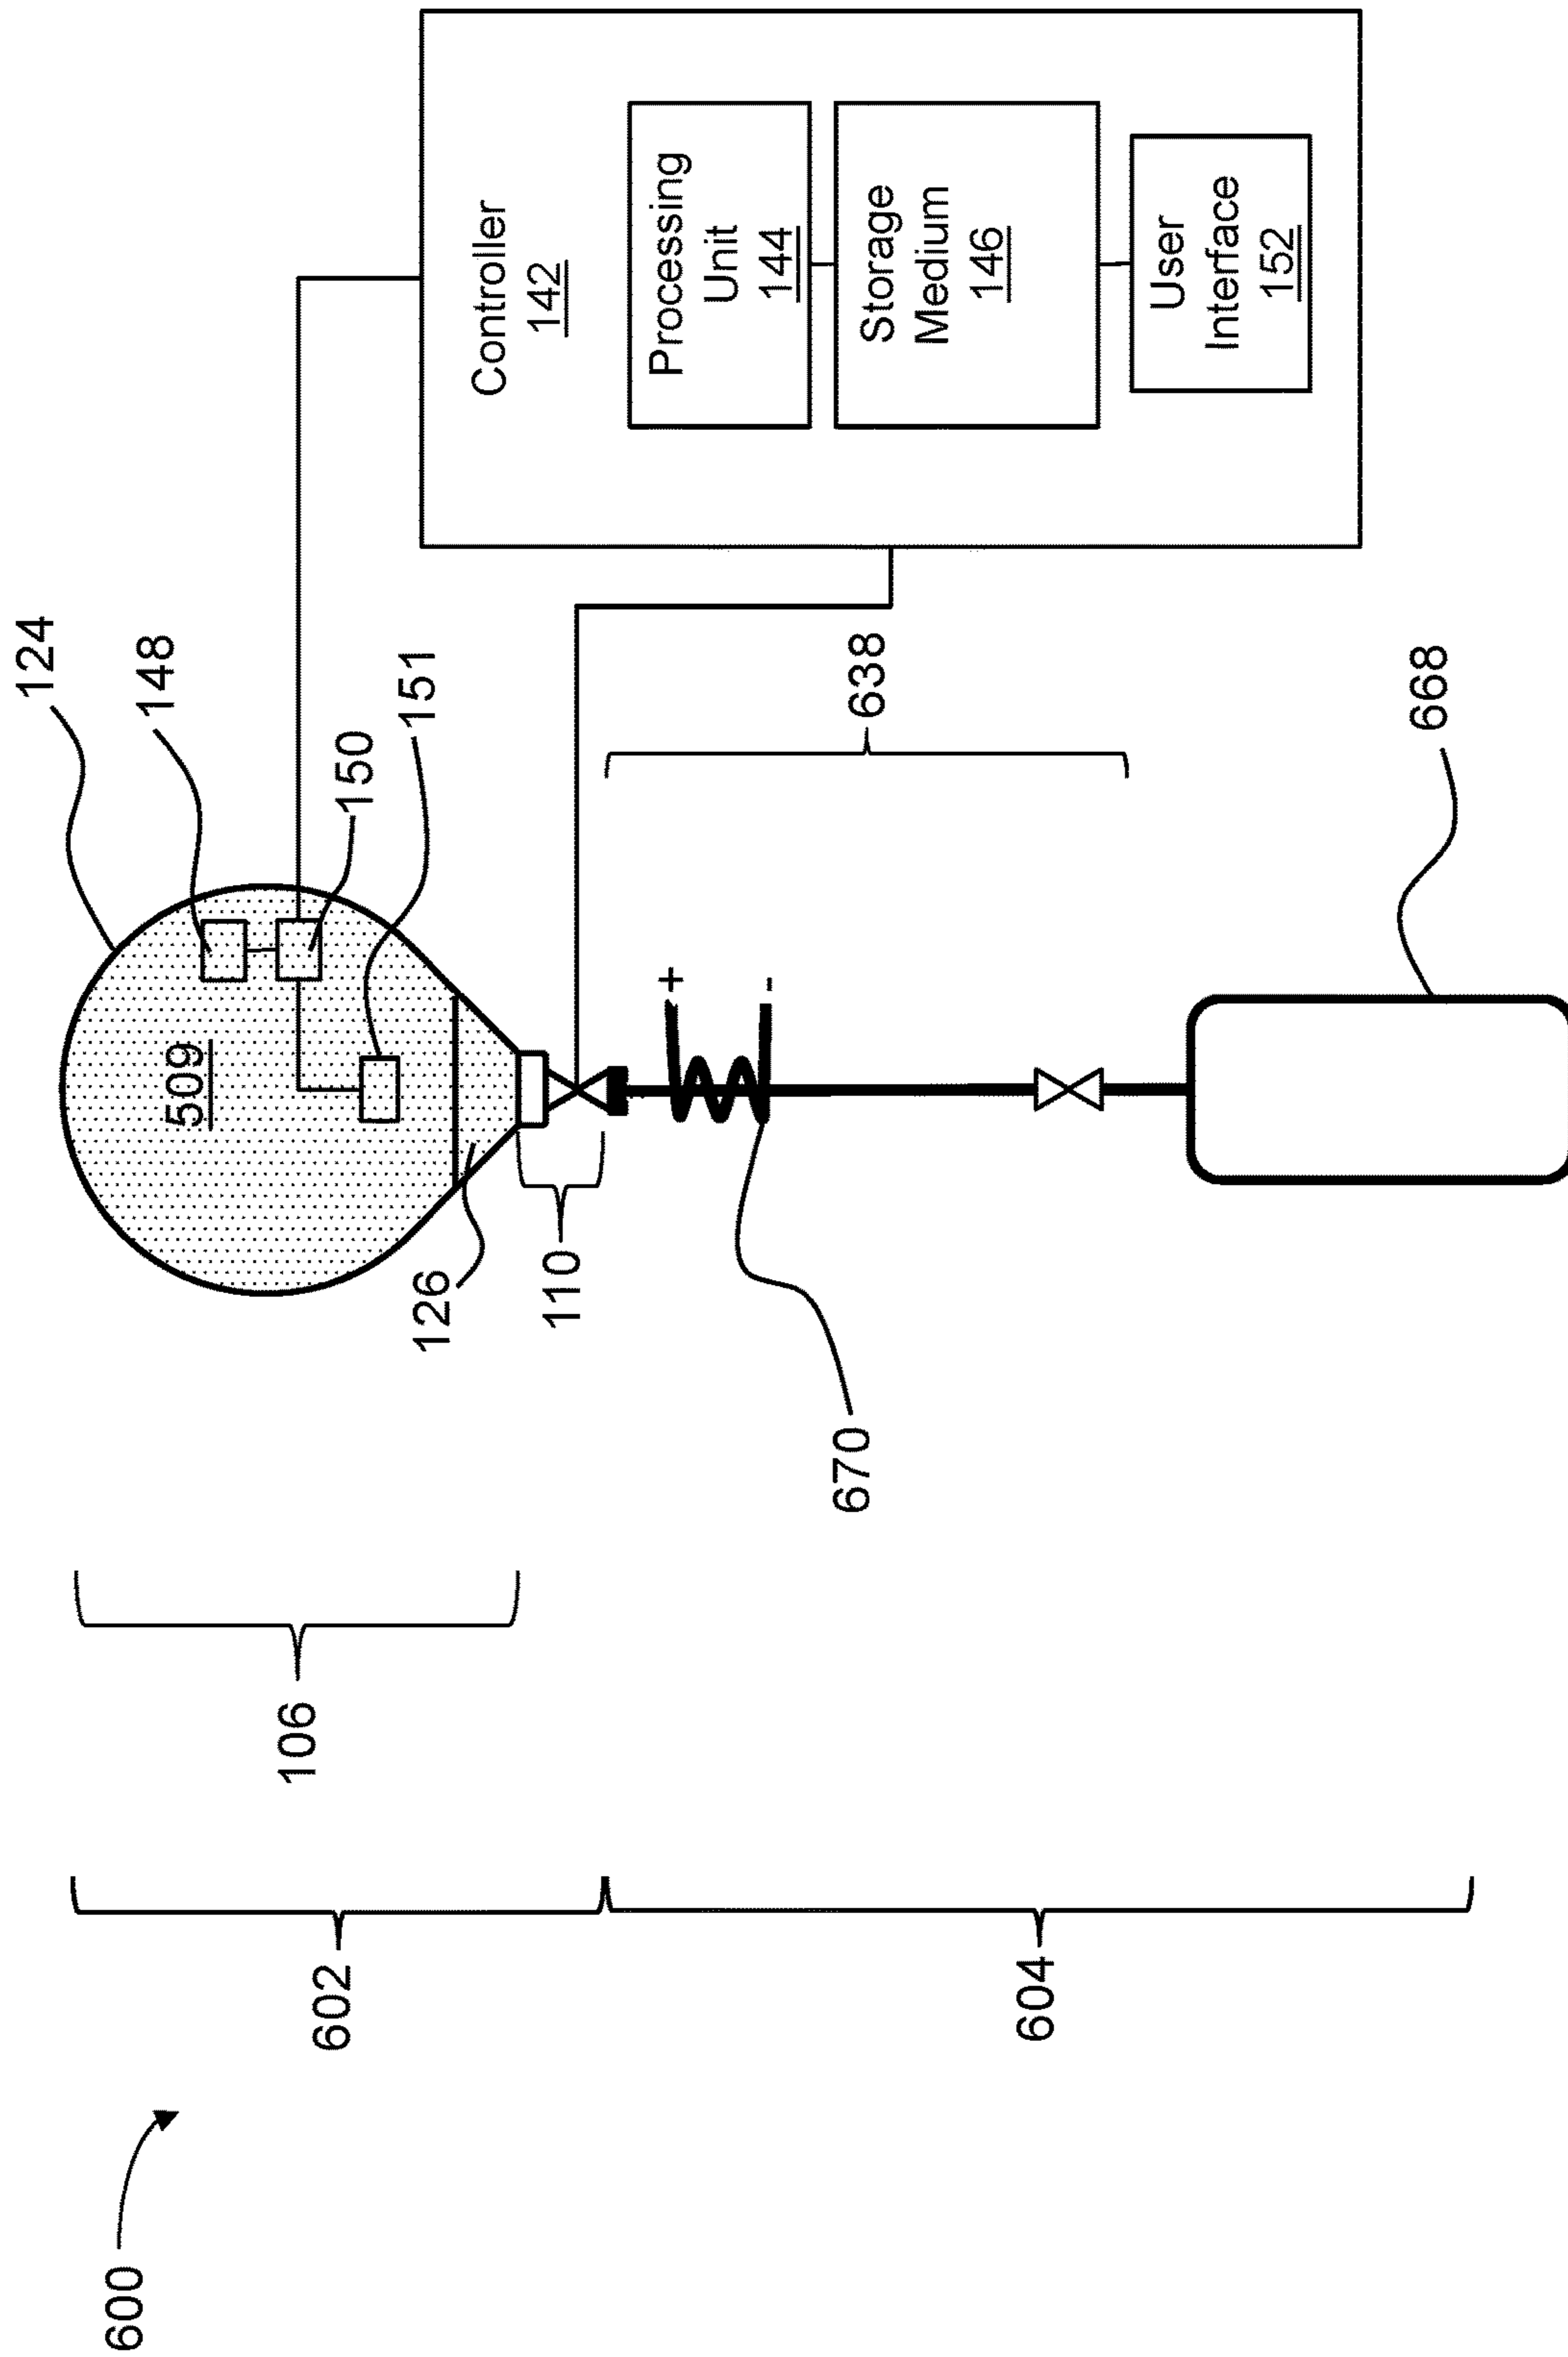 124
148
150
151
509
126
110
Controller
142
Processing
Unit
144
Storage
Medium
146
User
Interface
152
638
+
-
670
668
106
602
604
600